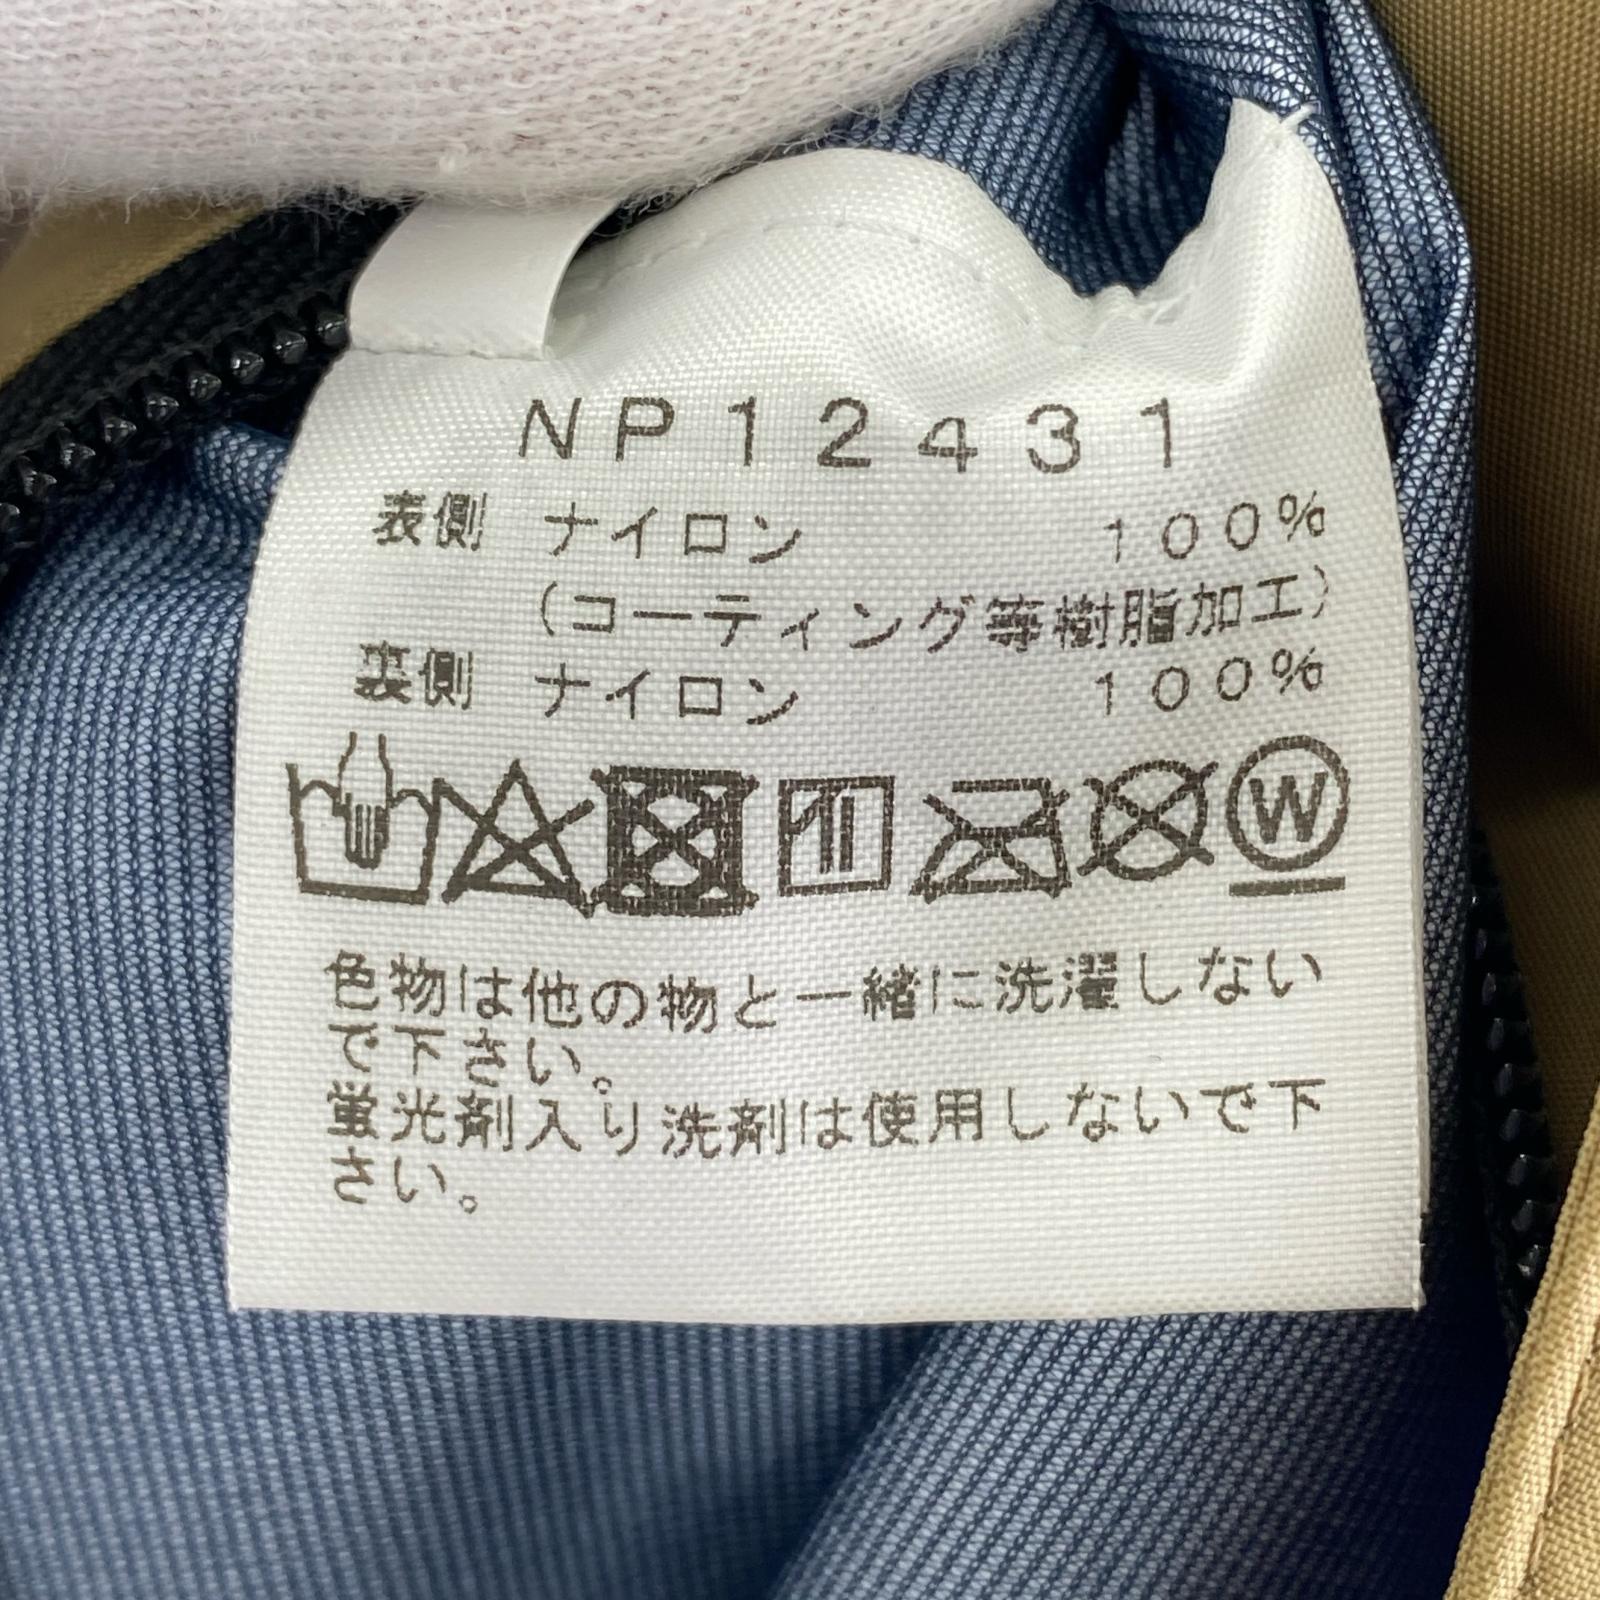 NP12431
表側 ナイロン 100%
(コーティング等樹脂加工)
裏側 ナイロン 100%
W
色物は他の物と一緒に洗濯しない
で下さい。
蛍光剤入り洗剤は使用しないで下
さい。